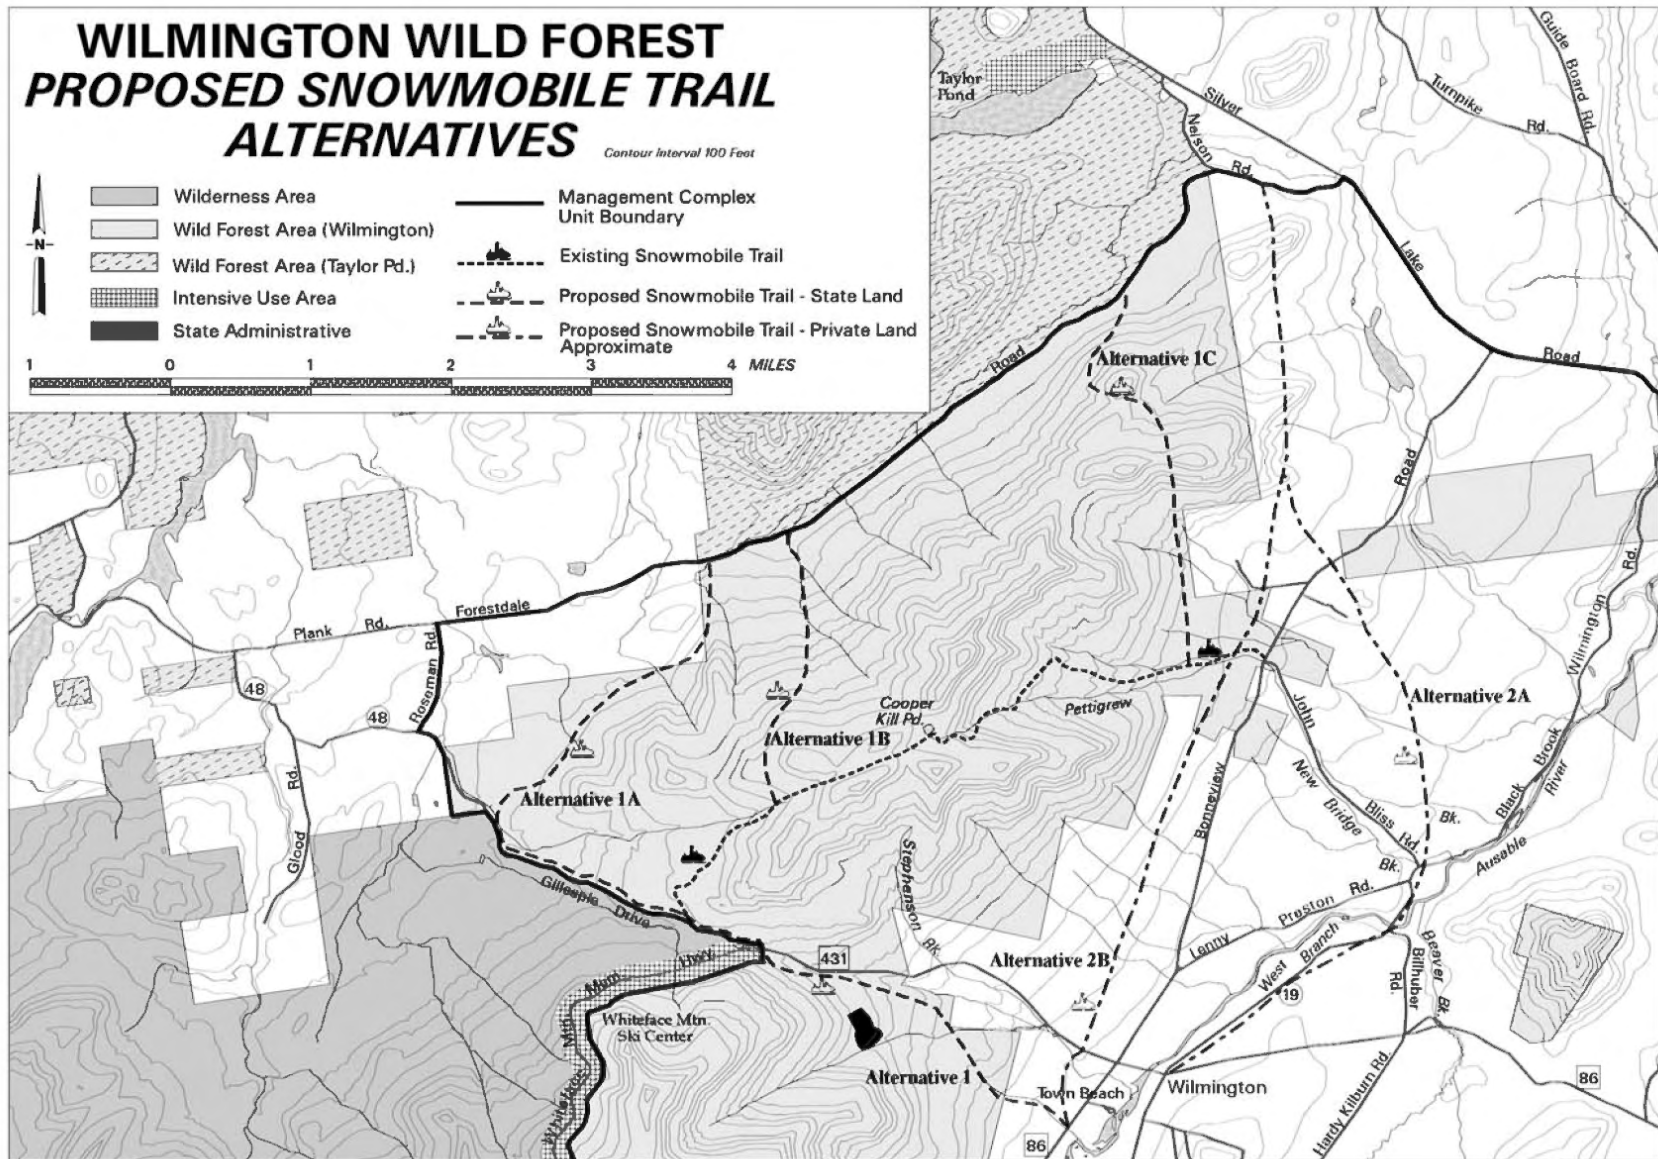 WILMINGTON WILD FOREST
PROPOSED SNOWMOBILE TRAIL
ALTERNATIVES
Contour Interval 100 Feet
N
Wilderness Area
Wild Forest Area (Wilmington)
Wild Forest Area (Taylor Pd.)
Intensive Use Area
State Administrative
Management Complex
Unit Boundary
Existing Snowmobile Trail
Proposed Snowmobile Trail - State Land
Proposed Snowmobile Trail - Private Land
Approximate
1 0 1 2 3 4 MILES
Taylor
Pond
Silver
Nelson
Rd.
Turnpike
Rd.
Guide Board Rd.
Lake
Road
Road
Alternative 1C
Road
Forestdale
Plank Rd.
Roseman Rd.
48
48
Rd.
Alternative 1A
Alternative 1B
Cooper
Kill Pd.
Pettigrew
John
Bliss Rd.
New
Bridge
Bk.
Alternative 2A
Wilmington
Rd.
Black
Brook
River
Bk.
Ausable
Bonneview
Stephenson
Bk.
Gillespie Drive
Mtn.
Hwy.
431
Whiteface Mtn.
Ski Center
Whiteface
Mem.
Alternative 2B
Lenny
Preston
Rd.
West
Branch
19
Beaver
Bk.
Billhuber
Rd.
Alternative 1
Town Beach
Wilmington
86
86
Hardy Kilburn Rd.